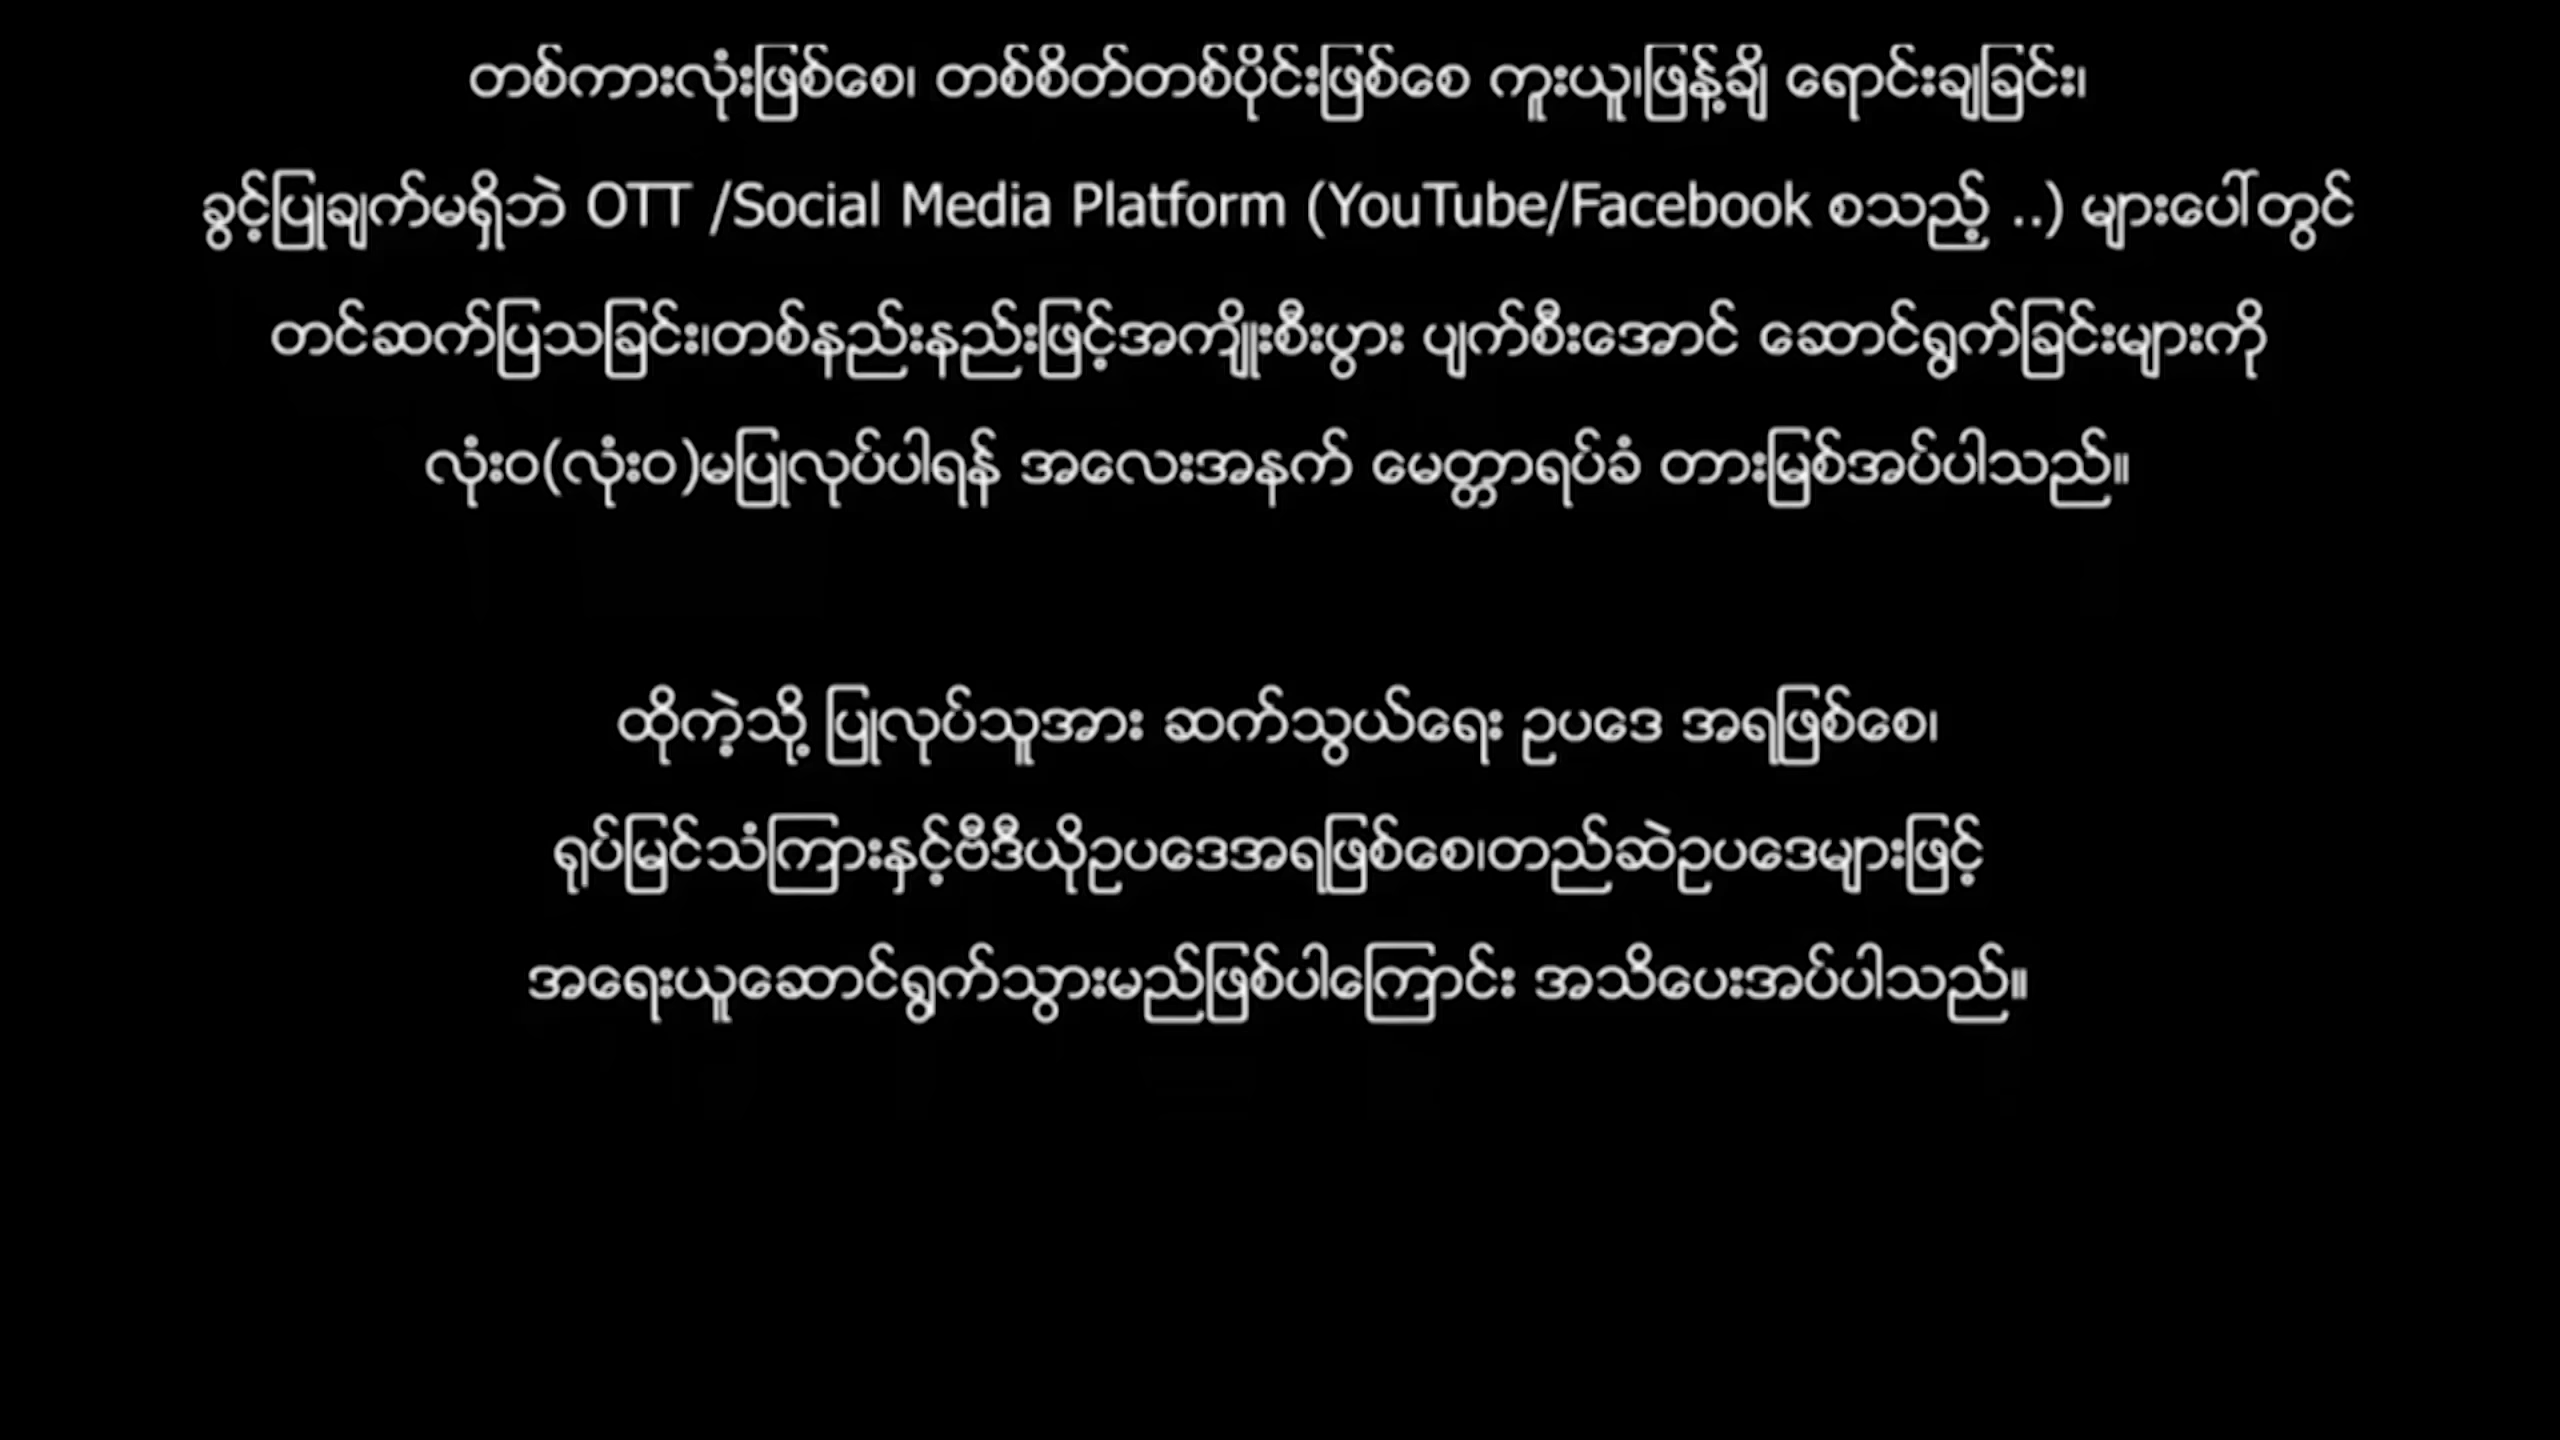 တစ်ကားလုံးဖြစ်စေ၊ တစ်စိတ်တစ်ပိုင်းဖြစ်စေ ကူးယူ၊ဖြန့်ချိ ရောင်းချခြင်း၊
ခွင့်ပြုချက်မရှိဘဲ OTT /Social Media Platform (YouTube/Facebook စသည့် ..) များပေါ်တွင်
တင်ဆက်ပြသခြင်း၊တစ်နည်းနည်းဖြင့်အကျိုးစီးပွား ပျက်စီးအောင် ဆောင်ရွက်ခြင်းများကို
လုံးဝ(လုံးဝ)မပြုလုပ်ပါရန် အလေးအနက် မေတ္တာရပ်ခံ တားမြစ်အပ်ပါသည်။
ထိုကဲ့သို့ ပြုလုပ်သူအား ဆက်သွယ်ရေး ဥပဒေ အရဖြစ်စေ၊
ရုပ်မြင်သံကြားနှင့်ဗီဒီယိုဥပဒေအရဖြစ်စေ၊တည်ဆဲဥပဒေများဖြင့်
အရေးယူဆောင်ရွက်သွားမည်ဖြစ်ပါကြောင်း အသိပေးအပ်ပါသည်။